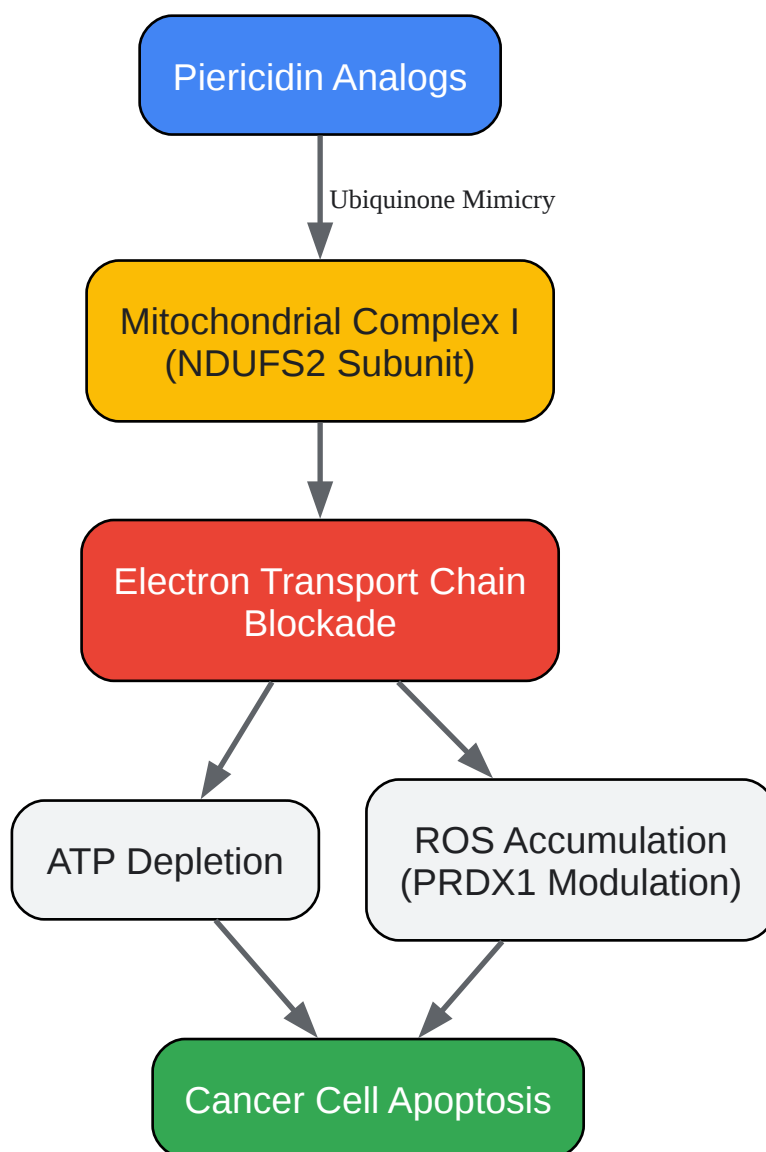 Piericidin Analogs
Ubiquinone Mimicry
Mitochondrial Complex I
(NDUFS2 Subunit)
Electron Transport Chain
Blockade
ATP Depletion
ROS Accumulation
(PRDX1 Modulation)
Cancer Cell Apoptosis